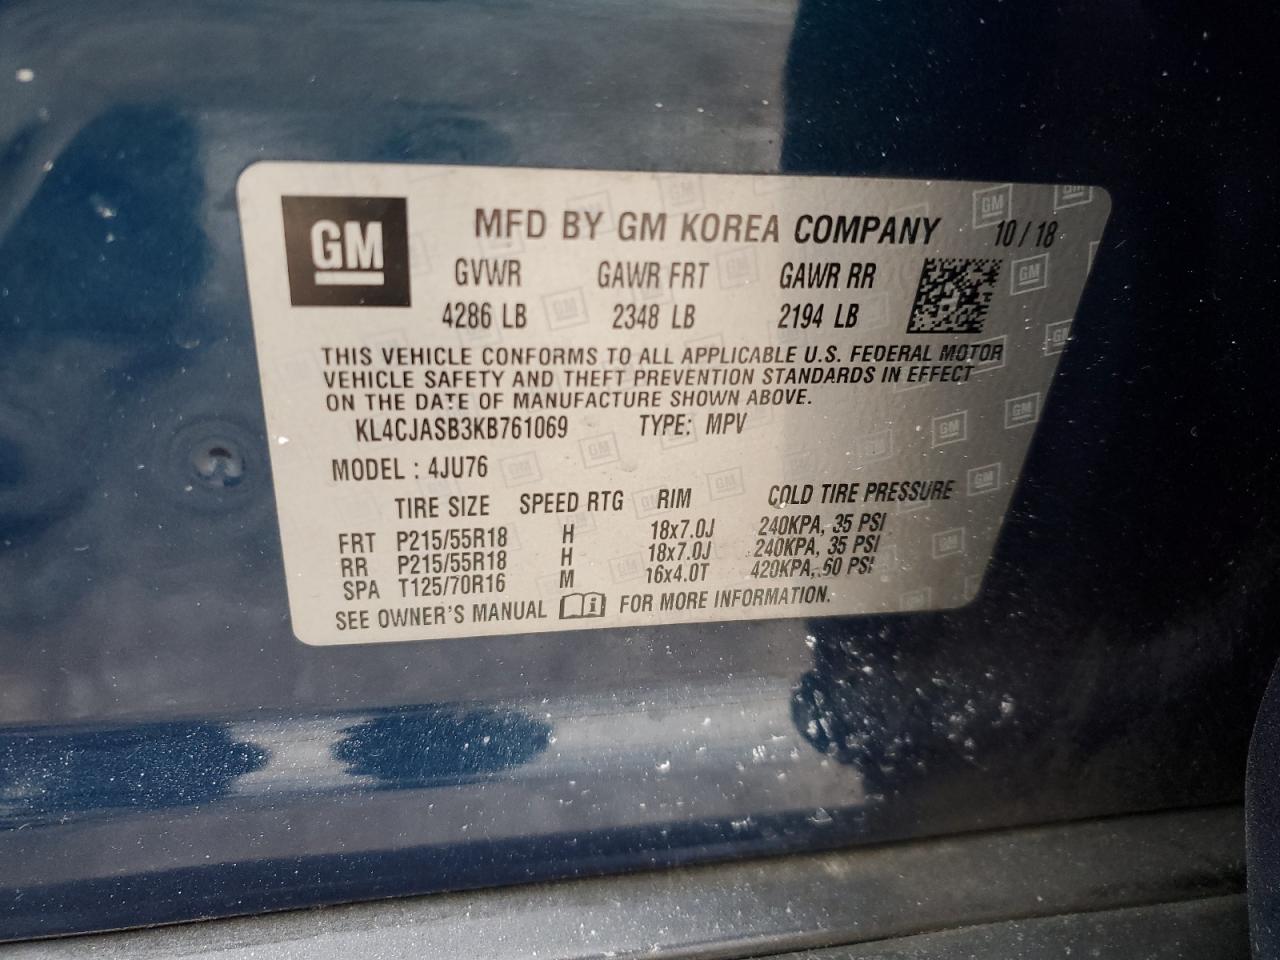 GM
MFD BY GM KOREA COMPANY 10 / 18
GVWR GAWR FRT GAWR RR
4286 LB 2348 LB 2194 LB
THIS VEHICLE CONFORMS TO ALL APPLICABLE U.S. FEDERAL MOTOR
VEHICLE SAFETY AND THEFT PREVENTION STANDARDS IN EFFECT
ON THE DATE OF MANUFACTURE SHOWN ABOVE.
KL4CJASB3KB761069 TYPE: MPV
MODEL : 4JU76
TIRE SIZE SPEED RTG RIM COLD TIRE PRESSURE
FRT P215/55R18 H 18x7.0J 240KPA, 35 PSI
RR P215/55R18 H 18x7.0J 240KPA, 35 PSI
SPA T125/70R16 M 16x4.0T 420KPA, 60 PSI
SEE OWNER'S MANUAL i FOR MORE INFORMATION.